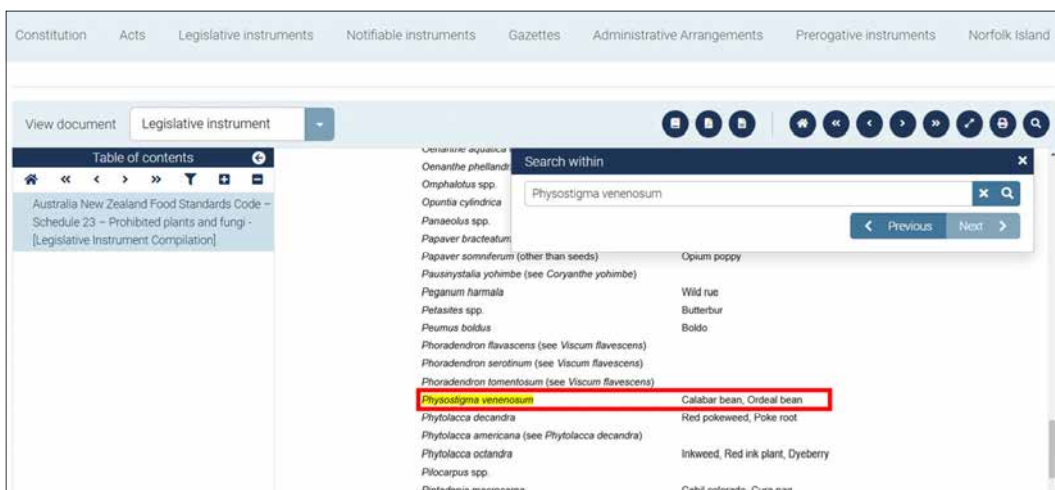 Constitution Acts Legislative instruments Notifiable instruments Gazettes Administrative Arrangements Prerogative instruments Norfolk Island
View document Legislative instrument
Table of contents
Australia New Zealand Food Standards Code –
Schedule 23 – Prohibited plants and fungi -
[Legislative Instrument Compilation]
Search within
Physostigma venenosum
Previous Next
Oenanthe aquatica
Oenanthe phellandr
Omphalotus spp.
Opuntia cylindrica
Panaeolus spp.
Papaver bracteatum
Papaver somniferum (other than seeds) Opium poppy
Pausinystalia yohimbe (see Coryanthe yohimbe)
Peganum harmala Wild rue
Petasites spp. Butterbur
Peumus boldus Boldo
Phoradendron flavascens (see Viscum flavescens)
Phoradendron serotinum (see Viscum flavescens)
Phoradendron tomentosum (see Viscum flavescens)
Physostigma venenosum Calabar bean, Ordeal bean
Phytolacca decandra Red pokeweed, Poke root
Phytolacca americana (see Phytolacca decandra)
Phytolacca octandra Inkweed, Red ink plant, Dyeberry
Pilocarpus spp.